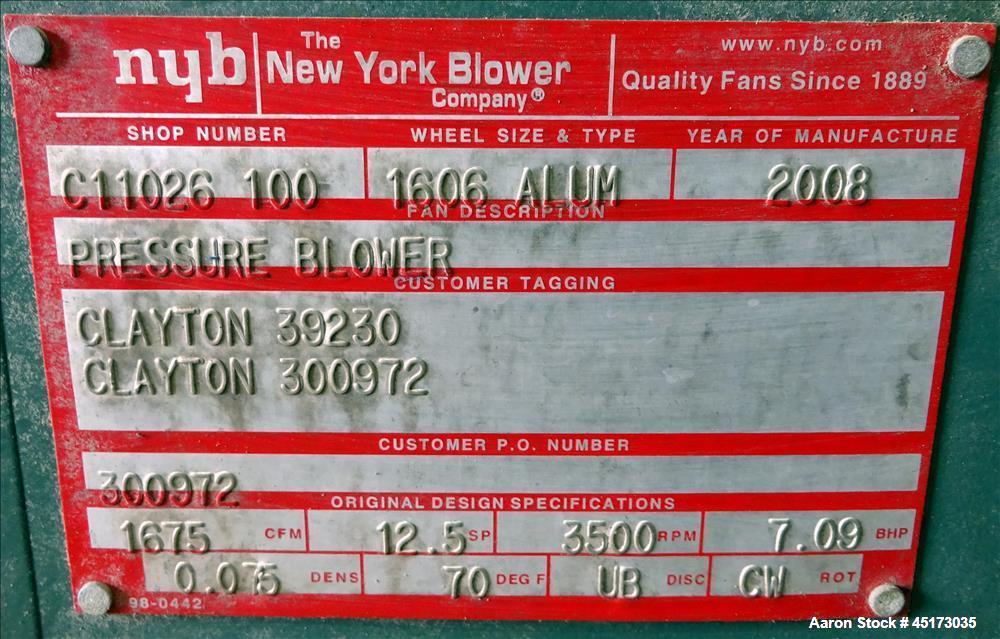 nyb The New York Blower Company®
www.nyb.com
Quality Fans Since 1889
SHOP NUMBER WHEEL SIZE & TYPE YEAR OF MANUFACTURE
C11026 100 1606 ALUM 2008
FAN DESCRIPTION
PRESSURE BLOWER
CUSTOMER TAGGING
CLAYTON 39230
CLAYTON 300972
CUSTOMER P.O. NUMBER
300972
ORIGINAL DESIGN SPECIFICATIONS
1675 CFM 12.5 SP 3500 RPM 7.09 BHP
0.075 DENS 70 DEG F UB DISC CW ROT
98-0442
Aaron Stock # 45173035